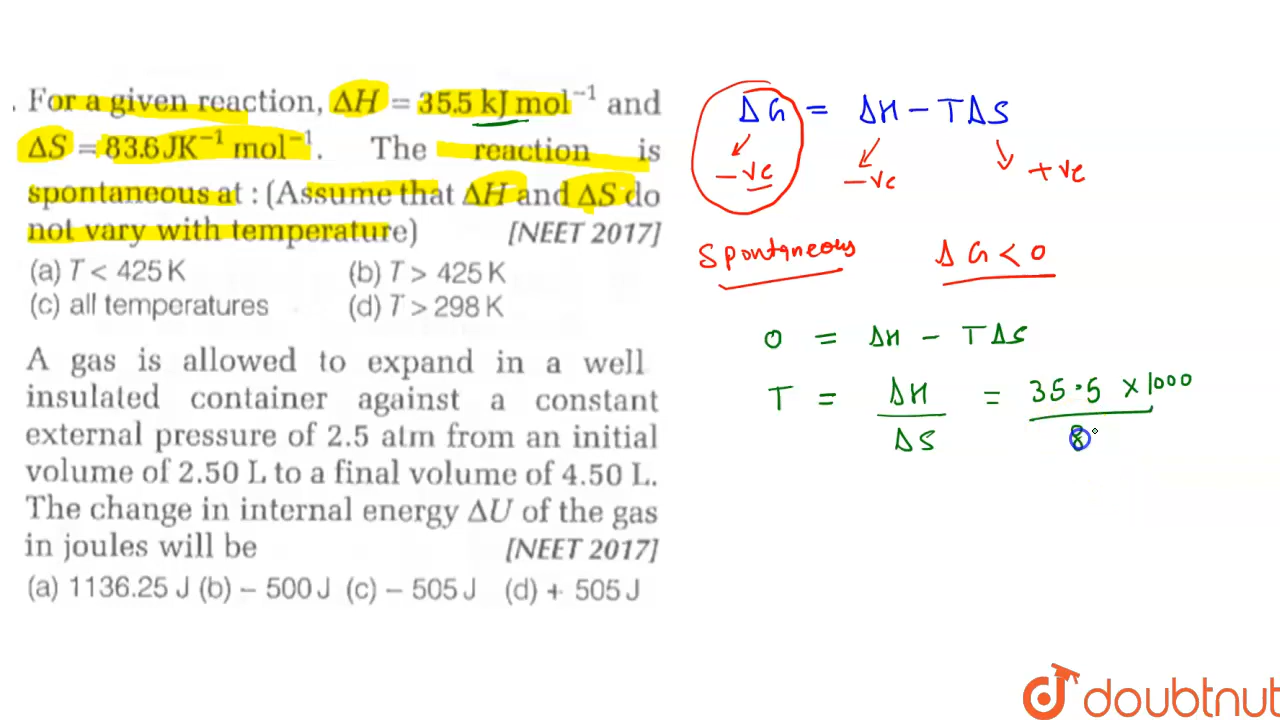 . For a given reaction, ΔH = 35.5 kJ mol⁻¹ and
ΔS = 83.6 JK⁻¹ mol⁻¹. The reaction is
spontaneous at : (Assume that ΔH and ΔS do
not vary with temperature) [NEET 2017]
(a) T < 425 K (b) T > 425 K
(c) all temperatures (d) T > 298 K
A gas is allowed to expand in a well
insulated container against a constant
external pressure of 2.5 atm from an initial
volume of 2.50 L to a final volume of 4.50 L.
The change in internal energy ΔU of the gas
in joules will be [NEET 2017]
(a) 1136.25 J (b) – 500 J (c) – 505 J (d) + 505 J
ΔG = ΔH – TΔS
–ve –ve +ve
Spontaneous ΔG < 0
0 = ΔH – TΔS
T = ΔH / ΔS = 35.5 × 1000 / 8
doubtnut